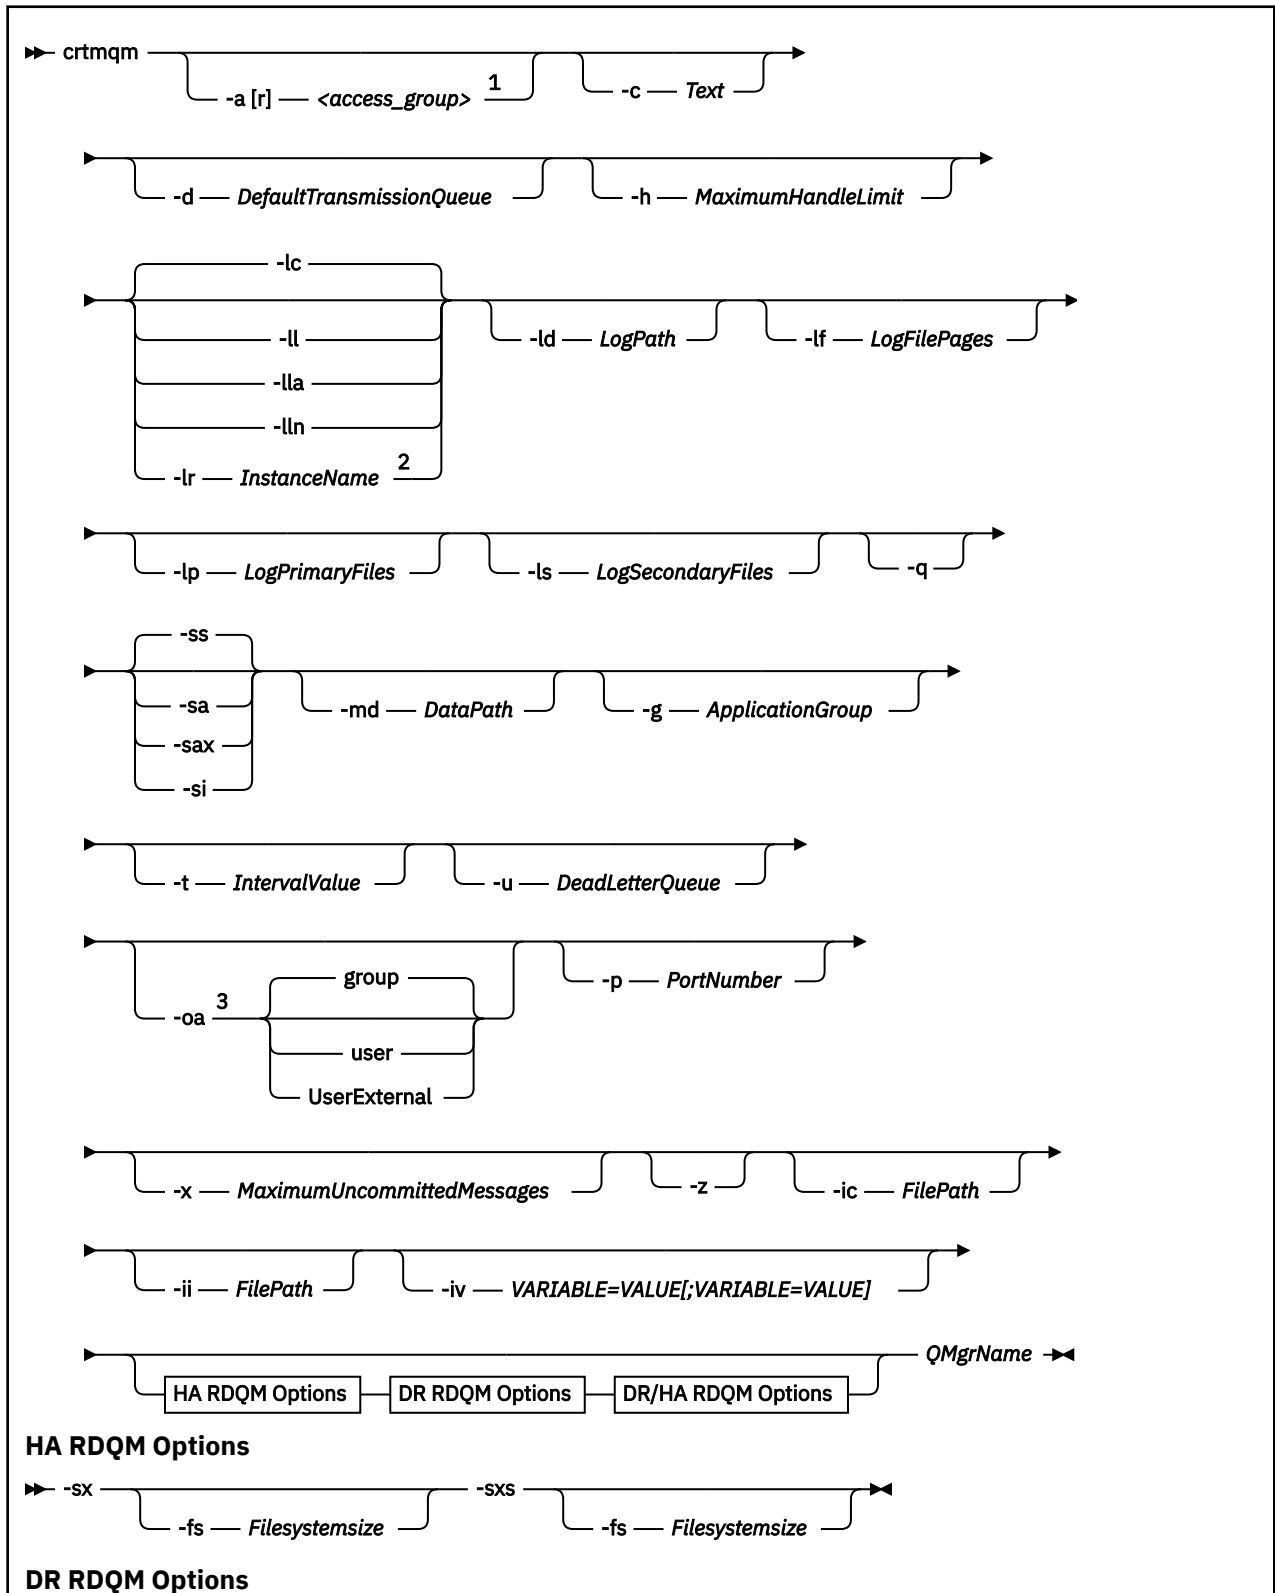 crtmqm -a [r] <access_group> 1 -c Text
-d DefaultTransmissionQueue -h MaximumHandleLimit
-lc
-ll -ld LogPath -lf LogFilePages
-lla
-lln
-lr InstanceName 2
-lp LogPrimaryFiles -ls LogSecondaryFiles -q
-ss
-sa -md DataPath -g ApplicationGroup
-sax
-si
-t IntervalValue -u DeadLetterQueue
group -p PortNumber
-oa 3
user
UserExternal
-x MaximumUncommittedMessages -z -ic FilePath
-ii FilePath -iv VARIABLE=VALUE[;VARIABLE=VALUE]
QMgrName
HA RDQM Options DR RDQM Options DR/HA RDQM Options
HA RDQM Options
-sx -sxs
-fs Filesystemsize -fs Filesystemsize
DR RDQM Options